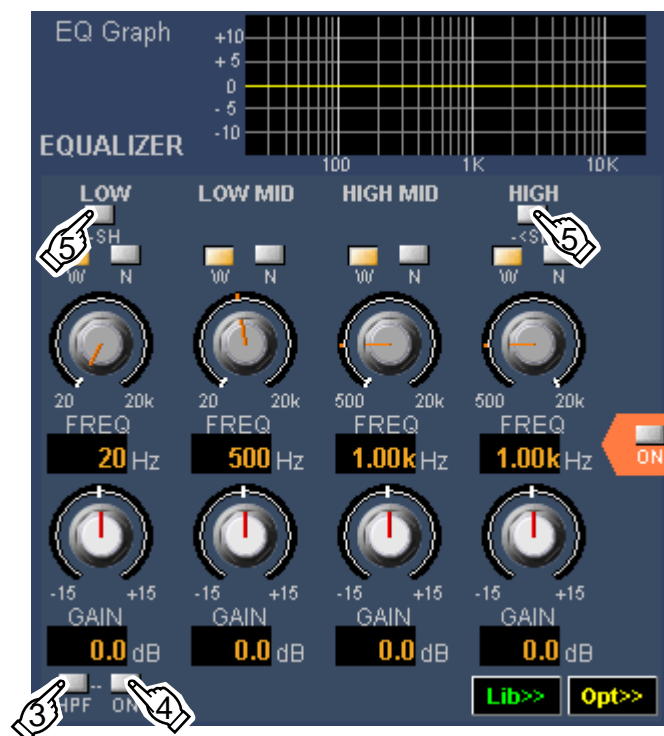 EQ Graph
+10
+ 5
0
- 5
-10
EQUALIZER
100 1K 10K
LOW LOW MID HIGH MID HIGH
5 -SH -<S 5
W N W N W N W
20 20k 20 20k 500 20k 500 20k
FREQ FREQ FREQ FREQ
20 Hz 500 Hz 1.00k Hz 1.00k Hz
ON
-15 +15 -15 +15 -15 +15 -15 +15
GAIN GAIN GAIN GAIN
0.0 dB 0.0 dB 0.0 dB 0.0 dB
3 HPF -- ON 4
Lib>> Opt>>